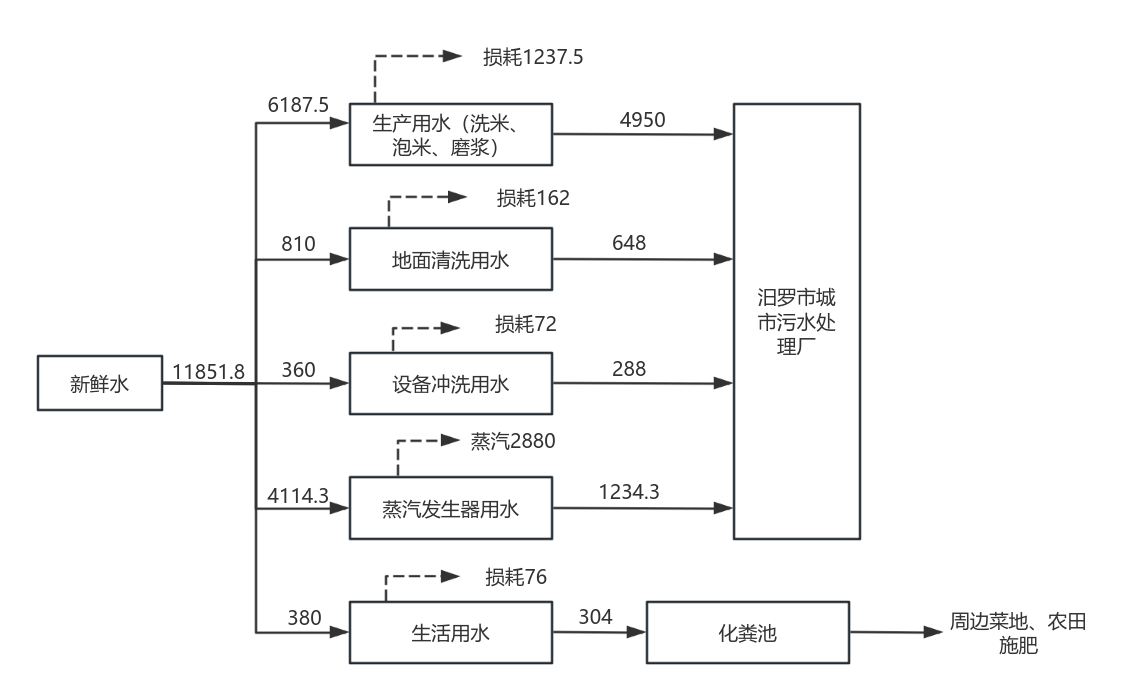 损耗1237.5
6187.5
生产用水（洗米、
泡米、磨浆）
4950
损耗162
810
地面清洗用水
648
汨罗市城
市污水处
理厂
损耗72
新鲜水
11851.8
360
设备冲洗用水
288
蒸汽2880
4114.3
蒸汽发生器用水
1234.3
损耗76
380
生活用水
304
化粪池
周边菜地、农田
施肥